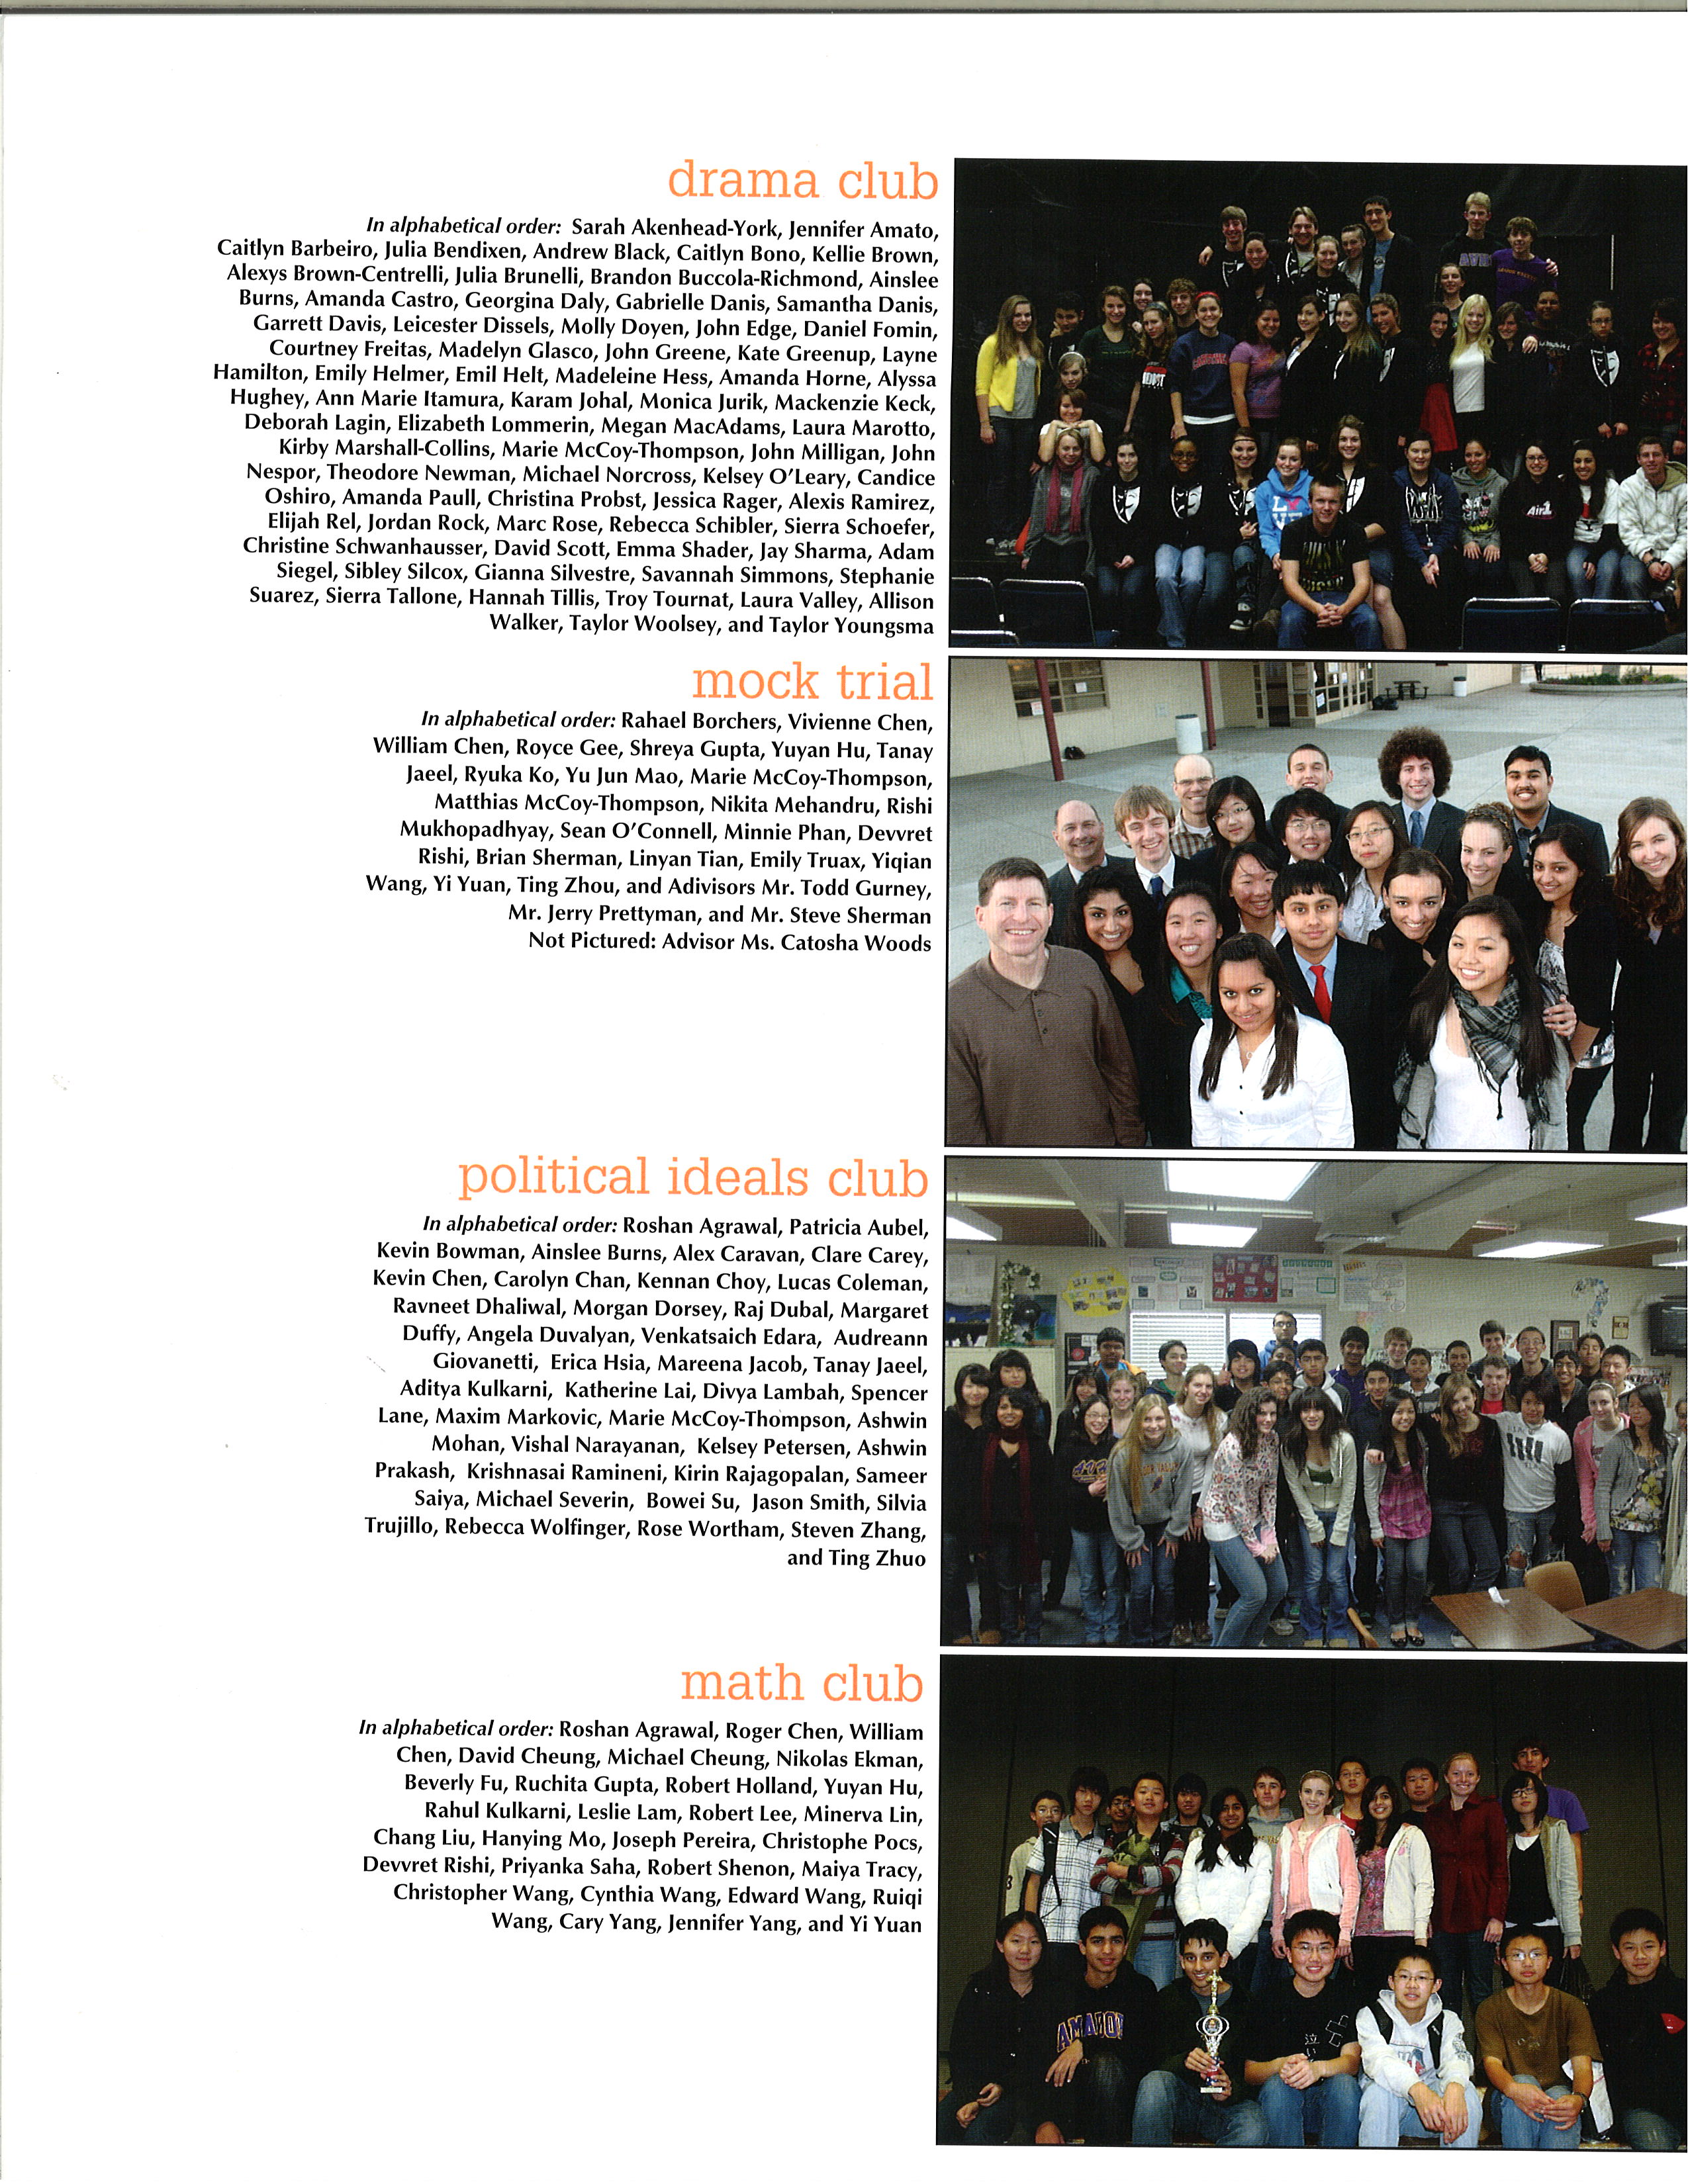 drama club
In alphabetical order: Sarah Akenhead-York, Jennifer Amato,
Caitlyn Barbeiro, Julia Bendixen, Andrew Black, Caitlyn Bono, Kellie Brown,
Alexys Brown-Centrelli, Julia Brunelli, Brandon Buccola-Richmond, Ainslee
Burns, Amanda Castro, Georgina Daly, Gabrielle Danis, Samantha Danis,
Garrett Davis, Leicester Dissels, Molly Doyen, John Edge, Daniel Fomin,
Courtney Freitas, Madelyn Glasco, John Greene, Kate Greenup, Layne
Hamilton, Emily Helmer, Emil Helt, Madeleine Hess, Amanda Horne, Alyssa
Hughey, Ann Marie Itamura, Karam Johal, Monica Jurik, Mackenzie Keck,
Deborah Lagin, Elizabeth Lommerin, Megan MacAdams, Laura Marotto,
Kirby Marshall-Collins, Marie McCoy-Thompson, John Milligan, John
Nespor, Theodore Newman, Michael Norcross, Kelsey O'Leary, Candice
Oshiro, Amanda Paull, Christina Probst, Jessica Rager, Alexis Ramirez,
Elijah Rel, Jordan Rock, Marc Rose, Rebecca Schibler, Sierra Schoefer,
Christine Schwanhausser, David Scott, Emma Shader, Jay Sharma, Adam
Siegel, Sibley Silcox, Gianna Silvestre, Savannah Simmons, Stephanie
Suarez, Sierra Tallone, Hannah Tillis, Troy Tournat, Laura Valley, Allison
Walker, Taylor Woolsey, and Taylor Youngsma
mock trial
In alphabetical order: Rahael Borchers, Vivienne Chen,
William Chen, Royce Gee, Shreya Gupta, Yuyan Hu, Tanay
Jaeel, Ryuka Ko, Yu Jun Mao, Marie McCoy-Thompson,
Matthias McCoy-Thompson, Nikita Mehandru, Rishi
Mukhopadhyay, Sean O'Connell, Minnie Phan, Devvret
Rishi, Brian Sherman, Linyan Tian, Emily Truax, Yiqian
Wang, Yi Yuan, Ting Zhou, and Adivisors Mr. Todd Gurney,
Mr. Jerry Prettyman, and Mr. Steve Sherman
Not Pictured: Advisor Ms. Catosha Woods
political ideals club
In alphabetical order: Roshan Agrawal, Patricia Aubel,
Kevin Bowman, Ainslee Burns, Alex Caravan, Clare Carey,
Kevin Chen, Carolyn Chan, Kennan Choy, Lucas Coleman,
Ravneet Dhaliwal, Morgan Dorsey, Raj Dubal, Margaret
Duffy, Angela Duvalyan, Venkatsaich Edara, Audreann
Giovanetti, Erica Hsia, Mareena Jacob, Tanay Jaeel,
Aditya Kulkarni, Katherine Lai, Divya Lambah, Spencer
Lane, Maxim Markovic, Marie McCoy-Thompson, Ashwin
Mohan, Vishal Narayanan, Kelsey Petersen, Ashwin
Prakash, Krishnasai Ramineni, Kirin Rajagopalan, Sameer
Saiya, Michael Severin, Bowei Su, Jason Smith, Silvia
Trujillo, Rebecca Wolfinger, Rose Wortham, Steven Zhang,
and Ting Zhuo
math club
In alphabetical order: Roshan Agrawal, Roger Chen, William
Chen, David Cheung, Michael Cheung, Nikolas Ekman,
Beverly Fu, Ruchita Gupta, Robert Holland, Yuyan Hu,
Rahul Kulkarni, Leslie Lam, Robert Lee, Minerva Lin,
Chang Liu, Hanying Mo, Joseph Pereira, Christophe Pocs,
Devvret Rishi, Priyanka Saha, Robert Shenon, Maiya Tracy,
Christopher Wang, Cynthia Wang, Edward Wang, Ruiqi
Wang, Cary Yang, Jennifer Yang, and Yi Yuan